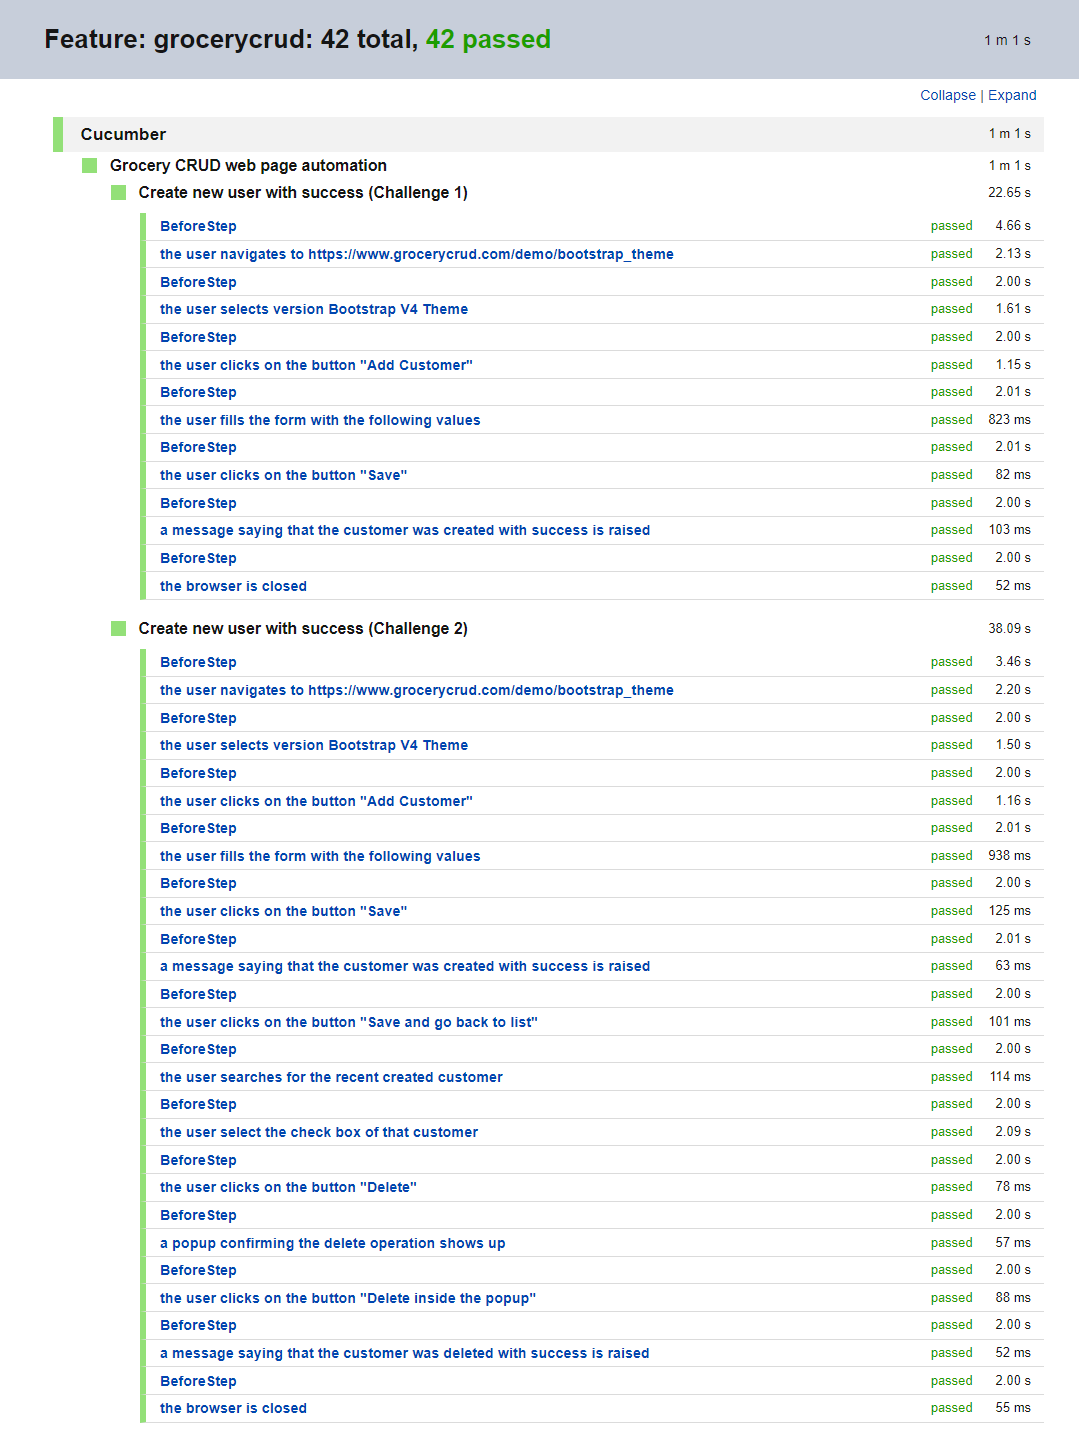 Feature: grocerycrud: 42 total, 42 passed 1 m 1 s
Collapse | Expand
Cucumber 1 m 1 s
Grocery CRUD web page automation 1 m 1 s
Create new user with success (Challenge 1) 22.65 s
BeforeStep passed 4.66 s
the user navigates to https://www.grocerycrud.com/demo/bootstrap_theme passed 2.13 s
BeforeStep passed 2.00 s
the user selects version Bootstrap V4 Theme passed 1.61 s
BeforeStep passed 2.00 s
the user clicks on the button "Add Customer" passed 1.15 s
BeforeStep passed 2.01 s
the user fills the form with the following values passed 823 ms
BeforeStep passed 2.01 s
the user clicks on the button "Save" passed 82 ms
BeforeStep passed 2.00 s
a message saying that the customer was created with success is raised passed 103 ms
BeforeStep passed 2.00 s
the browser is closed passed 52 ms
Create new user with success (Challenge 2) 38.09 s
BeforeStep passed 3.46 s
the user navigates to https://www.grocerycrud.com/demo/bootstrap_theme passed 2.20 s
BeforeStep passed 2.00 s
the user selects version Bootstrap V4 Theme passed 1.50 s
BeforeStep passed 2.00 s
the user clicks on the button "Add Customer" passed 1.16 s
BeforeStep passed 2.01 s
the user fills the form with the following values passed 938 ms
BeforeStep passed 2.00 s
the user clicks on the button "Save" passed 125 ms
BeforeStep passed 2.01 s
a message saying that the customer was created with success is raised passed 63 ms
BeforeStep passed 2.00 s
the user clicks on the button "Save and go back to list" passed 101 ms
BeforeStep passed 2.00 s
the user searches for the recent created customer passed 114 ms
BeforeStep passed 2.00 s
the user select the check box of that customer passed 2.09 s
BeforeStep passed 2.00 s
the user clicks on the button "Delete" passed 78 ms
BeforeStep passed 2.00 s
a popup confirming the delete operation shows up passed 57 ms
BeforeStep passed 2.00 s
the user clicks on the button "Delete inside the popup" passed 88 ms
BeforeStep passed 2.00 s
a message saying that the customer was deleted with success is raised passed 52 ms
BeforeStep passed 2.00 s
the browser is closed passed 55 ms